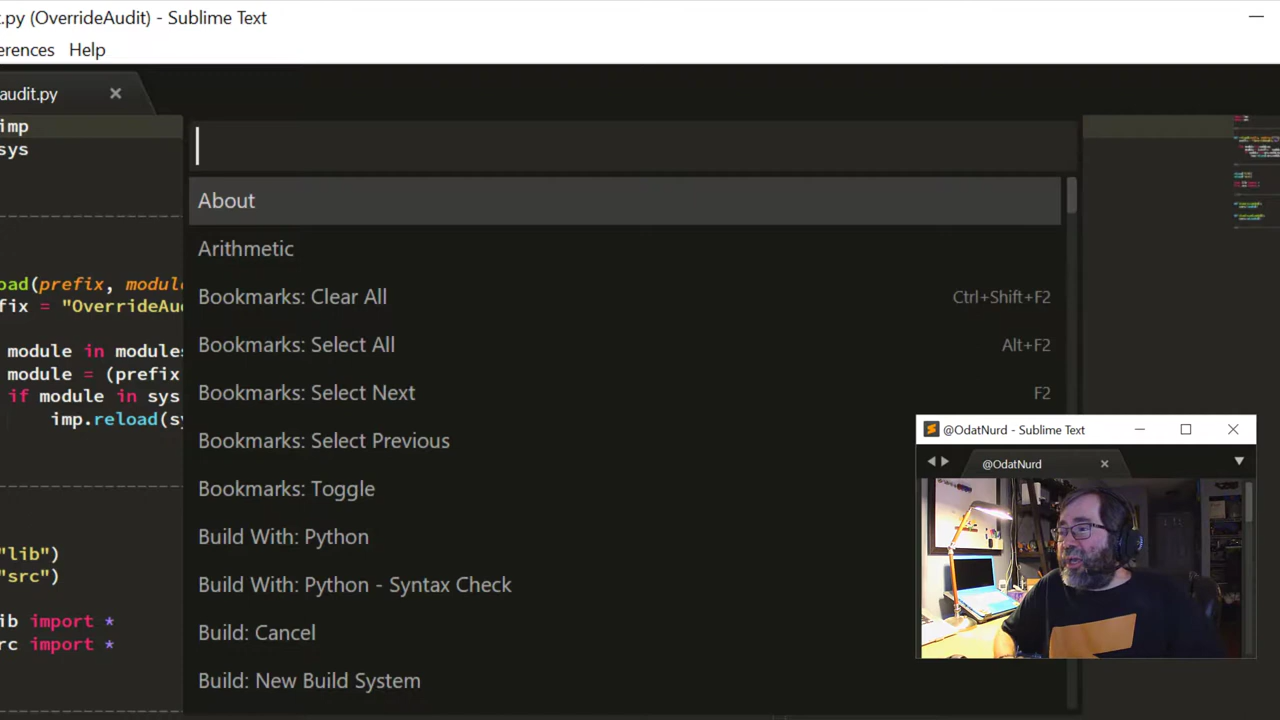 .py (OverrideAudit) - Sublime Text
erences Help
audit.py
imp
sys
About
Arithmetic
Bookmarks: Clear All Ctrl+Shift+F2
oad(prefix, modul
fix = "OverrideAu
Bookmarks: Select All Alt+F2
module in modules
module = (prefix
Bookmarks: Select Next F2
if module in sys
imp.reload(sy
Bookmarks: Select Previous
Bookmarks: Toggle
Build With: Python
"lib")
"src")
Build With: Python - Syntax Check
ib import *
rc import *
Build: Cancel
Build: New Build System
@OdatNurd - Sublime Text
@OdatNurd